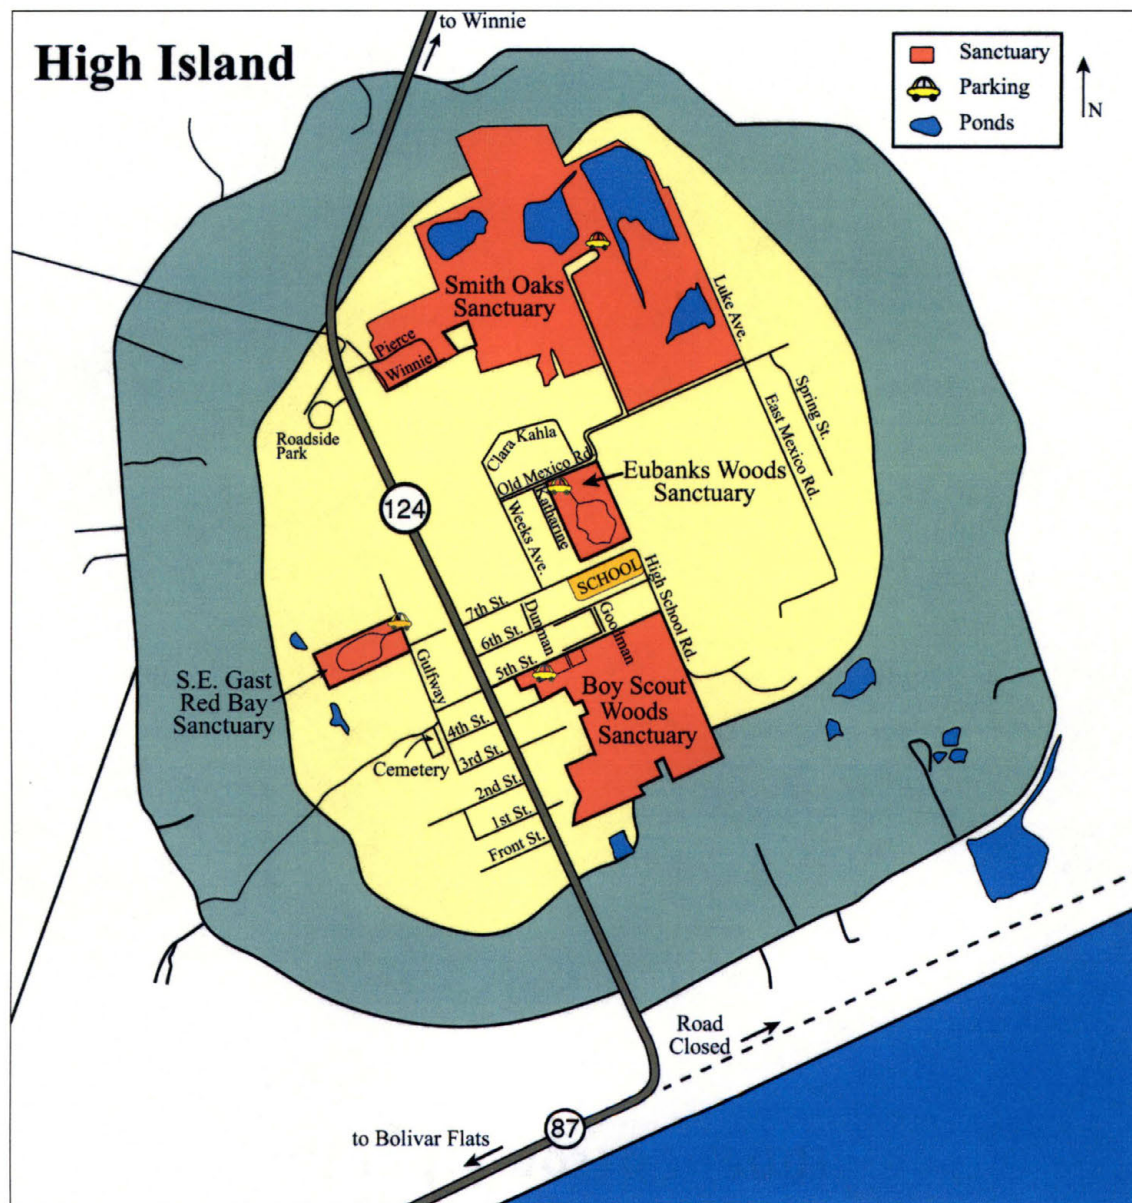 High Island
to Winnie
Sanctuary
Parking
Ponds
N
Smith Oaks
Sanctuary
Luke Ave.
Pierce
Winnie
Roadside
Park
Spring St.
East Mexico Rd.
Clara Kahla
Old Mexico Rd.
Eubanks Woods
Sanctuary
Katharine
Weeks Ave.
124
SCHOOL
High School Rd.
7th St.
Dunman
Goodman
6th St.
5th St.
Gulfway
S.E. Gast
Red Bay
Sanctuary
Boy Scout
Woods
Sanctuary
4th St.
Cemetery
3rd St.
2nd St.
1st St.
Front St.
Road
Closed
87
to Bolivar Flats